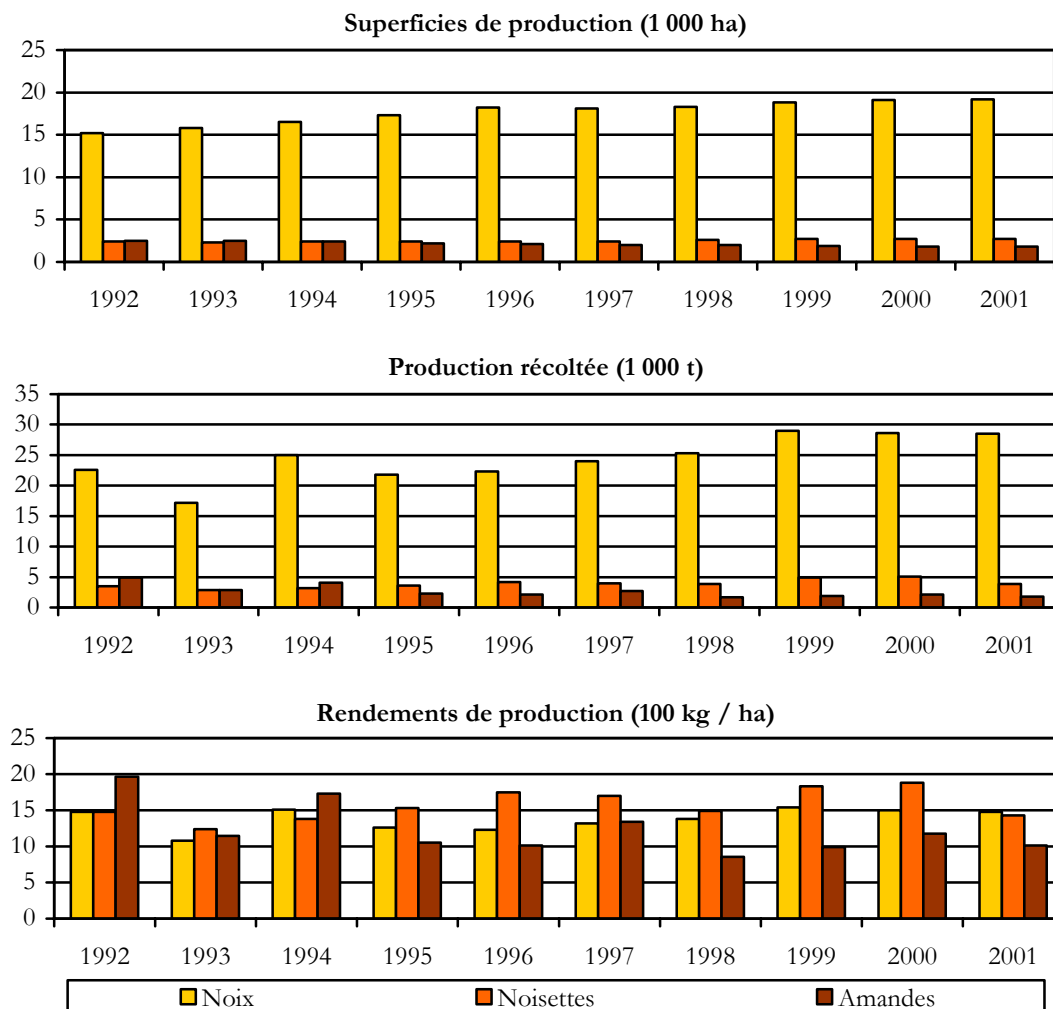 Superficies de production (1 000 ha)
25
20
15
10
5
0
1992 1993 1994 1995 1996 1997 1998 1999 2000 2001
Production récoltée (1 000 t)
35
30
25
20
15
10
5
0
1992 1993 1994 1995 1996 1997 1998 1999 2000 2001
Rendements de production (100 kg / ha)
25
20
15
10
5
0
1992 1993 1994 1995 1996 1997 1998 1999 2000 2001
Noix Noisettes Amandes